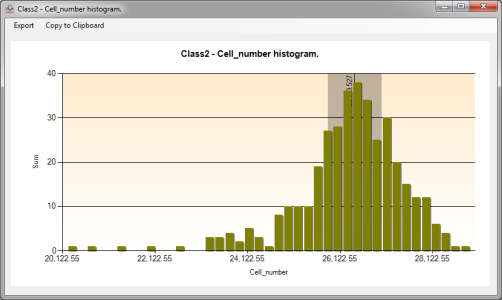 Class2 - Cell_number histogram.
Export Copy to Clipboard
Class2 - Cell_number histogram.
40
30
20
10
0
Sum
20,122.55 22,122.55 24,122.55 26,122.55 28,122.55
Cell_number